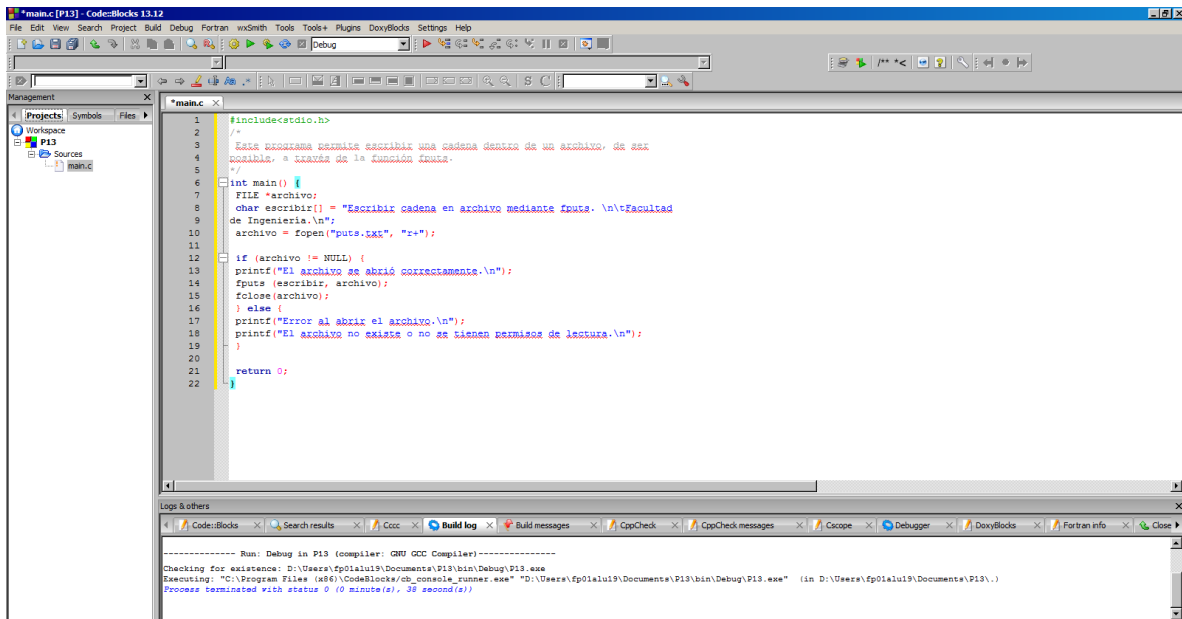 *main.c [P13] - Code::Blocks 13.12
File Edit View Search Project Build Debug Fortran wxSmith Tools Tools+ Plugins DoxyBlocks Settings Help
Debug
/** *<
S C
Management
Projects Symbols Files
*main.c
Workspace
P13
Sources
main.c
1 #include<stdio.h>
2 /*
3 Este programa permite escribir una cadena dentro de un archivo, de ser
4 posible, a través de la función fputs.
5 */
6 int main() {
7 FILE *archivo;
8 char escribir[] = "Escribir cadena en archivo mediante fputs. \n\tFacultad
9 de Ingeniería.\n";
10 archivo = fopen("puts.txt", "r+");
11
12 if (archivo != NULL) {
13 printf("El archivo se abrió correctamente.\n");
14 fputs (escribir, archivo);
15 fclose(archivo);
16 } else {
17 printf("Error al abrir el archivo.\n");
18 printf("El archivo no existe o no se tienen permisos de lectura.\n");
19 }
20
21 return 0;
22 }
Logs & others
Code::Blocks Search results Cccc Build log Build messages CppCheck CppCheck messages Cscope Debugger DoxyBlocks Fortran info Close
-------------- Run: Debug in P13 (compiler: GNU GCC Compiler)---------------
Checking for existence: D:\Users\fp01alu19\Documents\P13\bin\Debug\P13.exe
Executing: "C:\Program Files (x86)\CodeBlocks/cb_console_runner.exe" "D:\Users\fp01alu19\Documents\P13\bin\Debug\P13.exe" (in D:\Users\fp01alu19\Documents\P13\.)
Process terminated with status 0 (0 minute(s), 38 second(s))